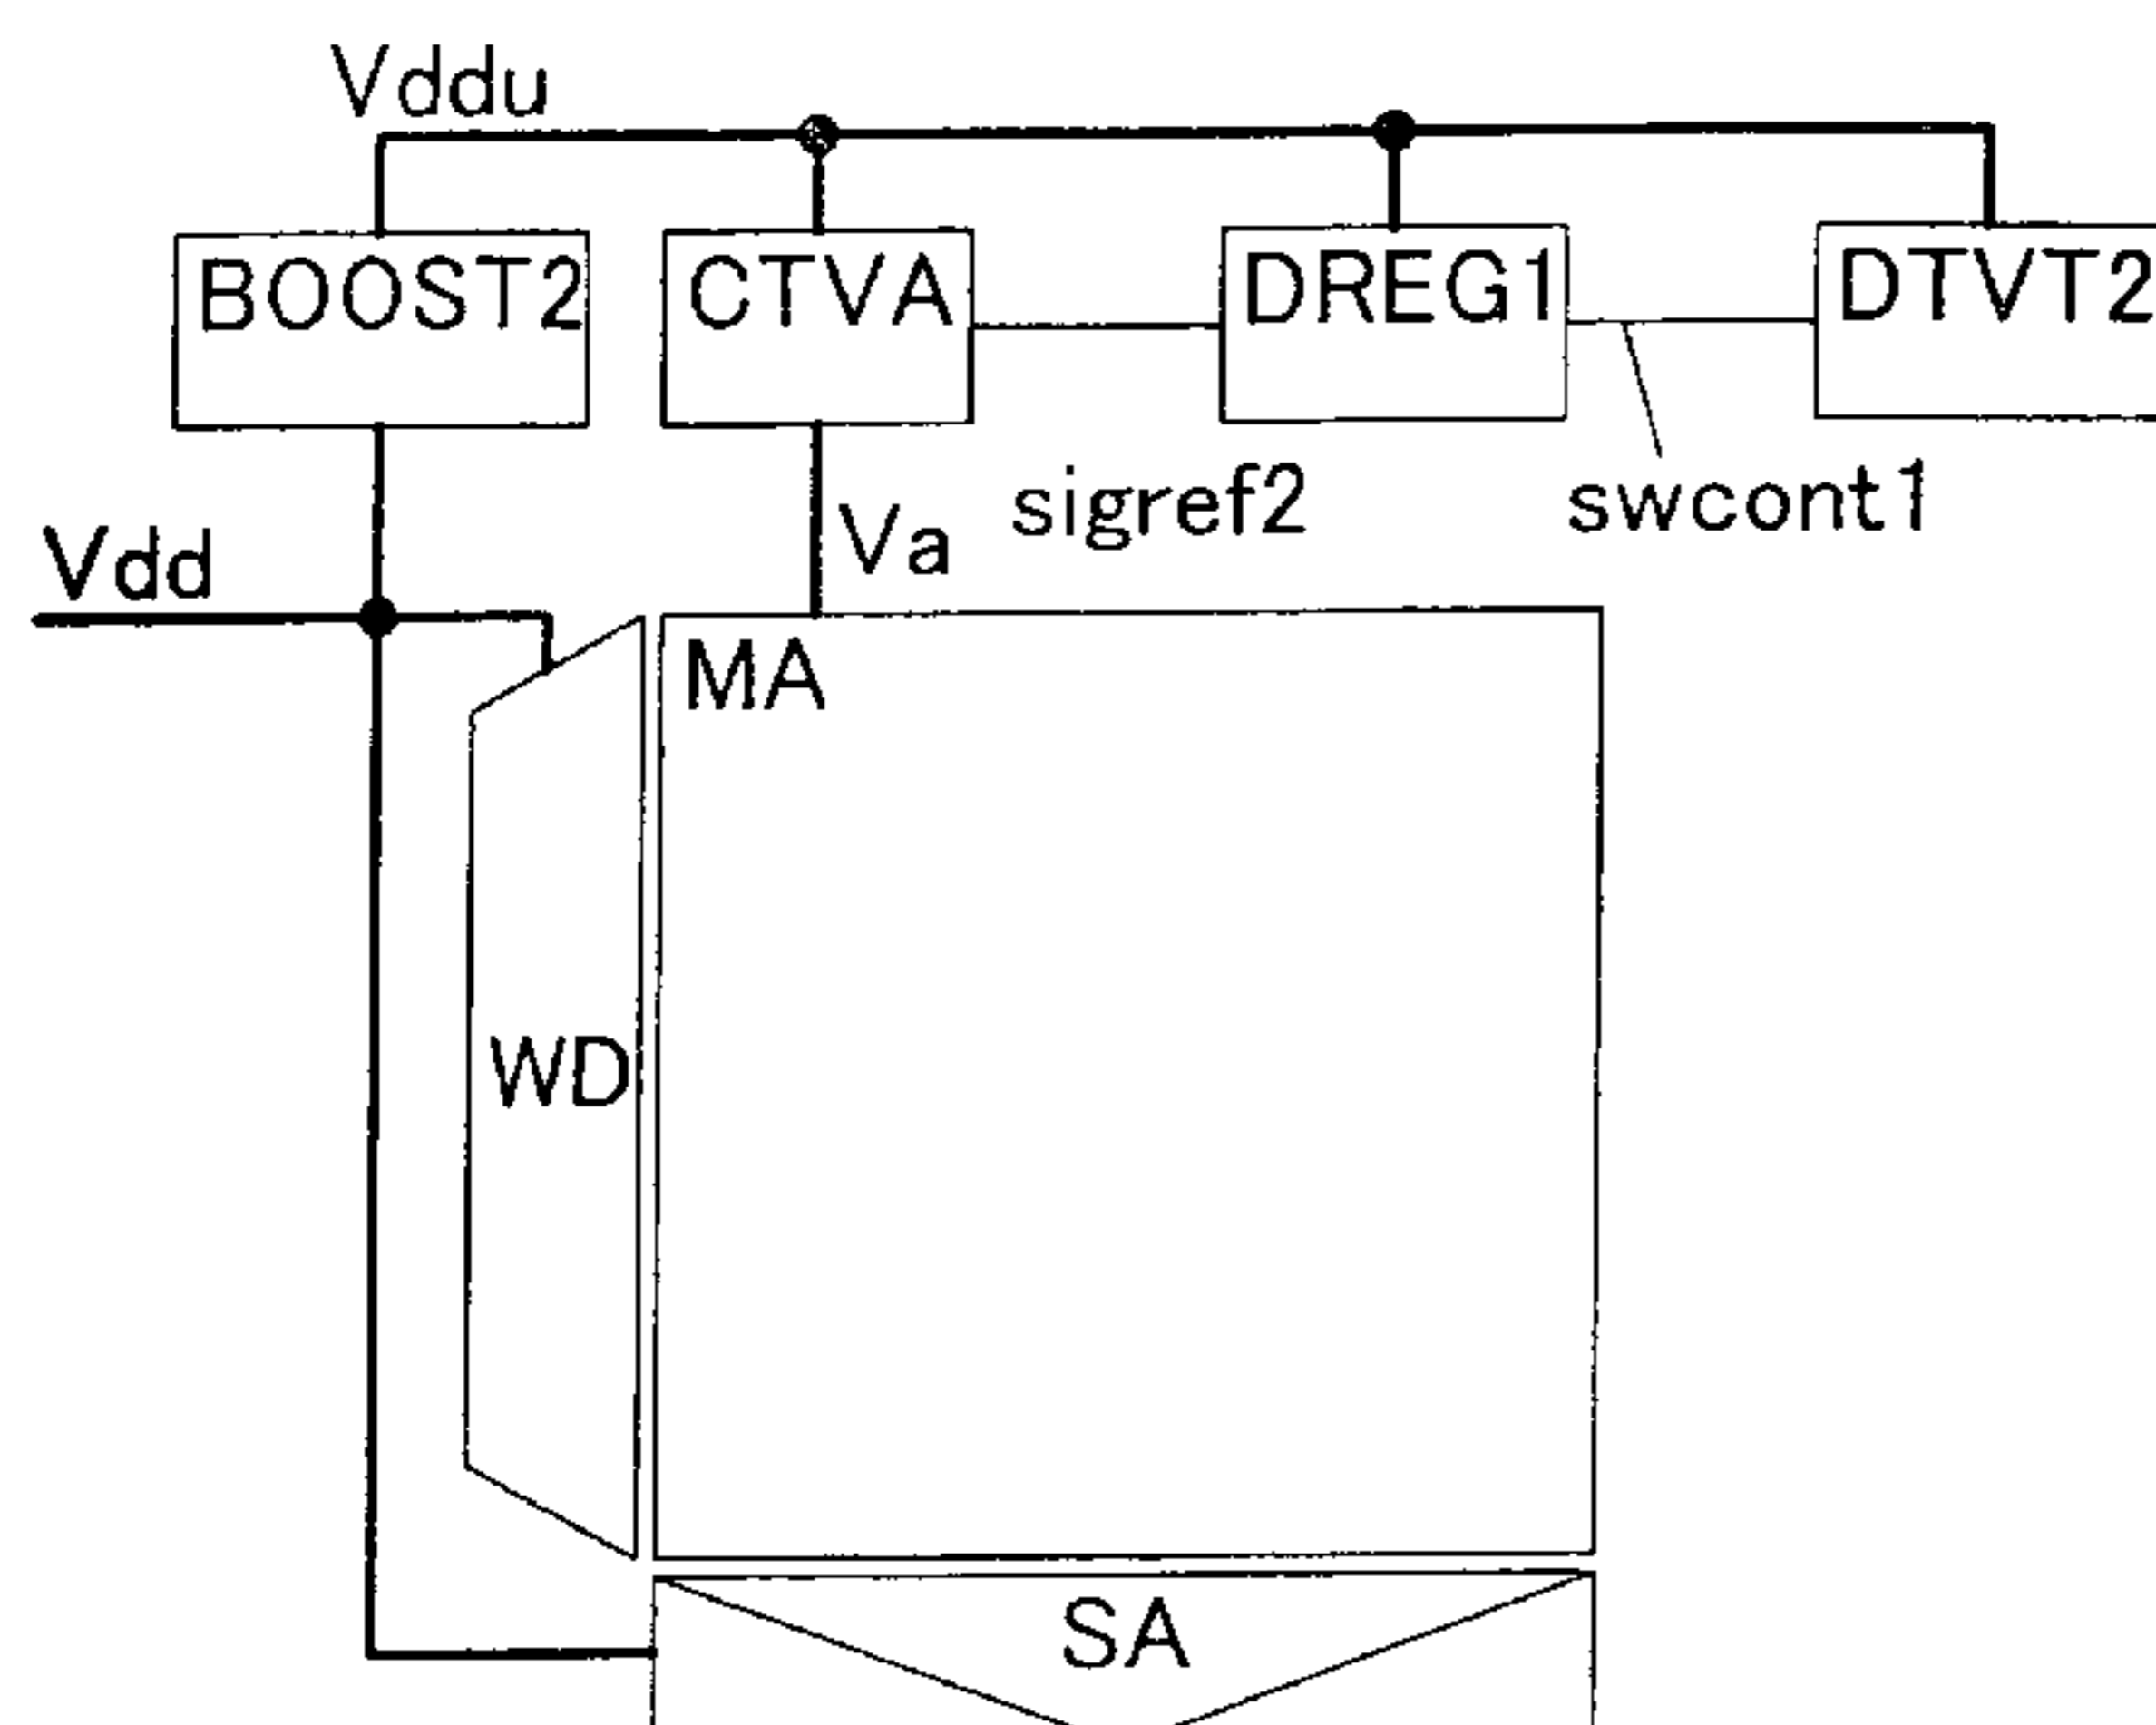 Vddu
BOOST2
CTVA
DREG1
DTVT2
sigref2
swcont1
Va
Vdd
MA
WD
SA